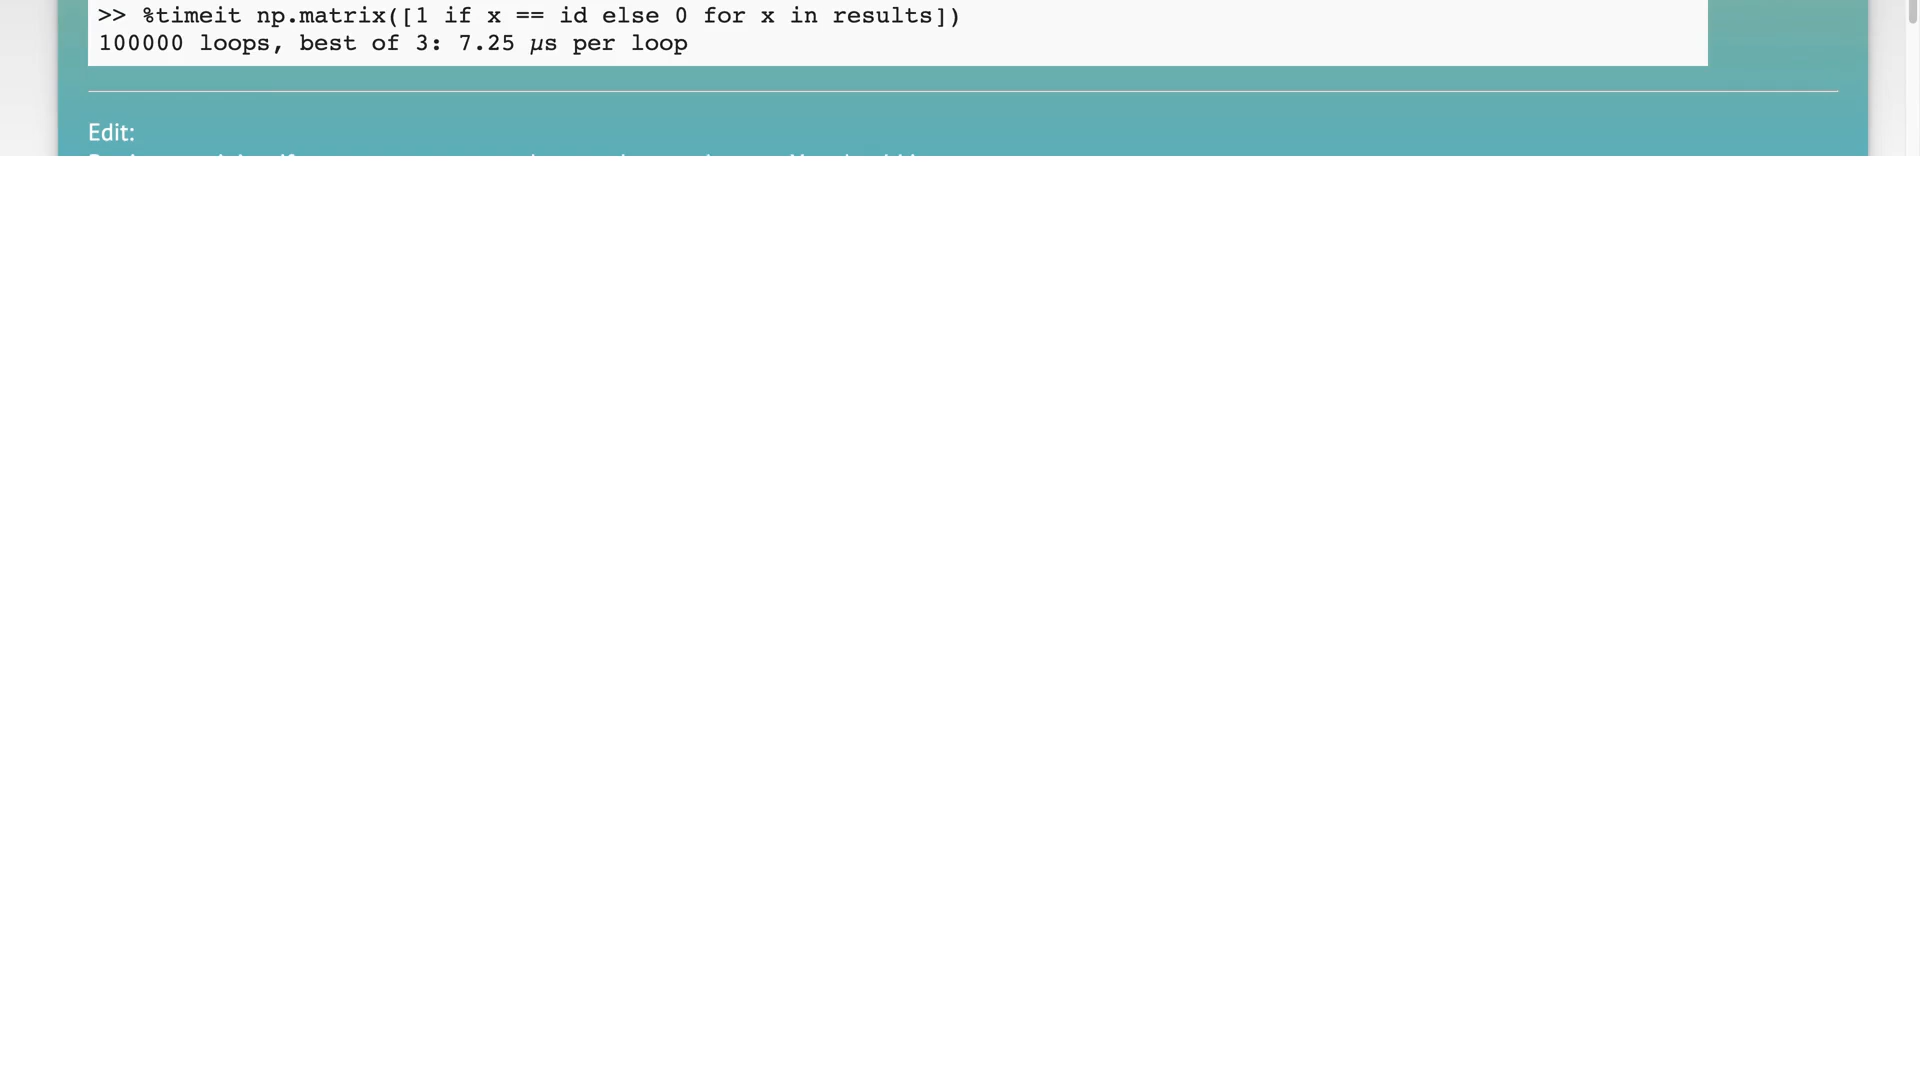 >> %timeit np.matrix([1 if x == id else 0 for x in results])
100000 loops, best of 3: 7.25 µs per loop
Edit: